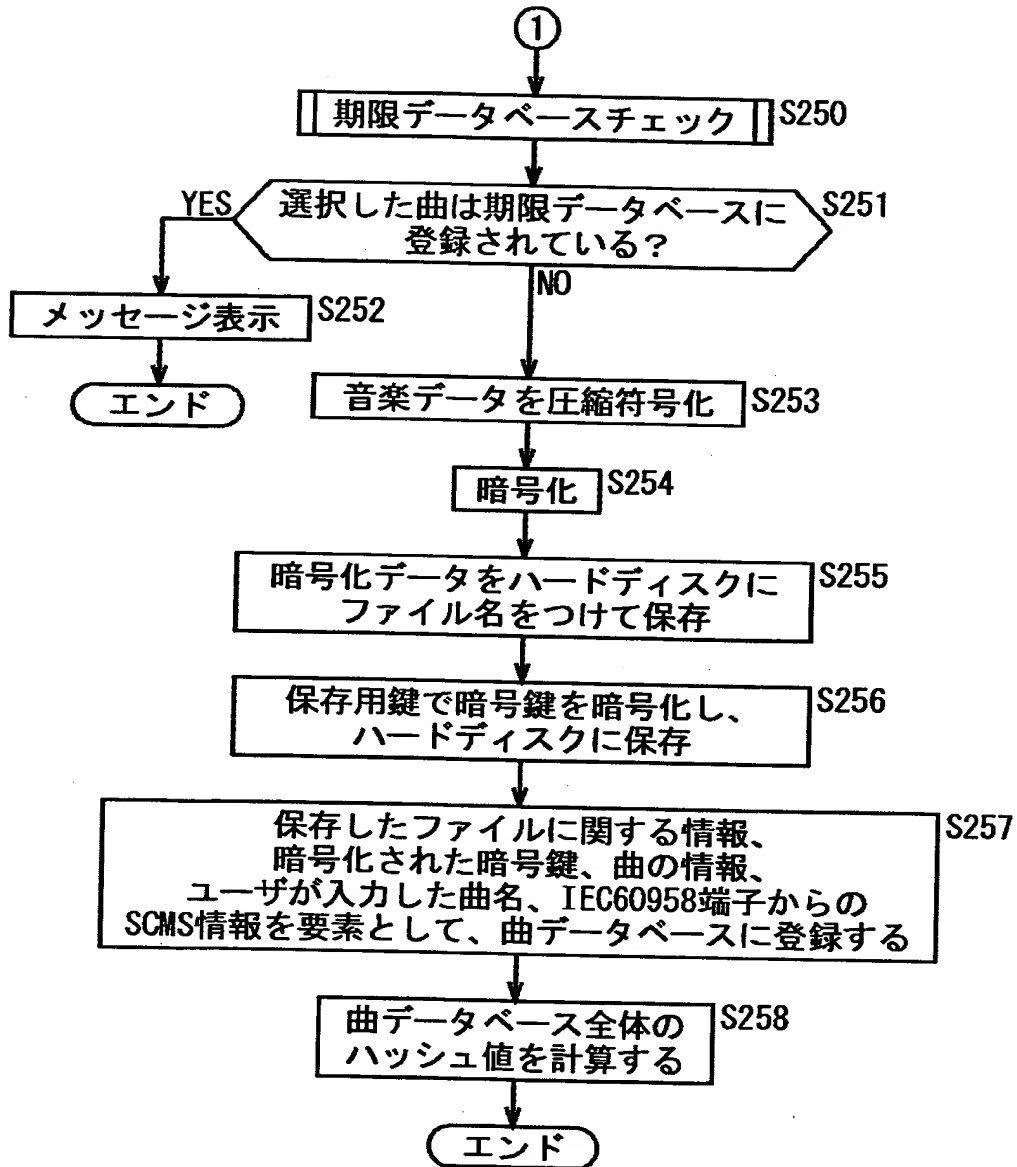 1
期限データベースチェック S250
選択した曲は期限データベースに S251
登録されている?
YES
NO
メッセージ表示 S252
エンド
音楽データを圧縮符号化 S253
暗号化 S254
暗号化データをハードディスクに S255
ファイル名をつけて保存
保存用鍵で暗号鍵を暗号化し、 S256
ハードディスクに保存
保存したファイルに関する情報、 S257
暗号化された暗号鍵、曲の情報、
ユーザが入力した曲名、IEC60958端子からの
SCMS情報を要素として、曲データベースに登録する
曲データベース全体の S258
ハッシュ値を計算する
エンド